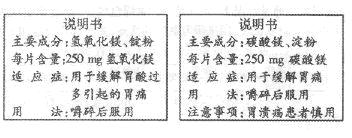 说明书
主要成分:氢氧化镁、锭粉
每片含量:250 mg 氢氧化镁
适应症:用于缓解胃酸过
多引起的胃痛
用法:嚼碎后服用
说明书
主要成分:碳酸镁、淀粉
每片含量:250 mg 碳酸镁
适应症:用于缓解胃痛
用法:嚼碎后服用
注意事项:胃溃疡患者慎用